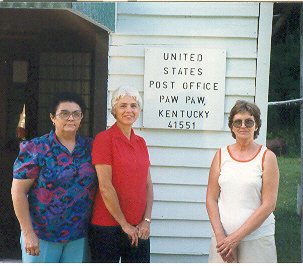 UNITED
STATES
POST OFFICE
PAW PAW,
KENTUCKY
41551